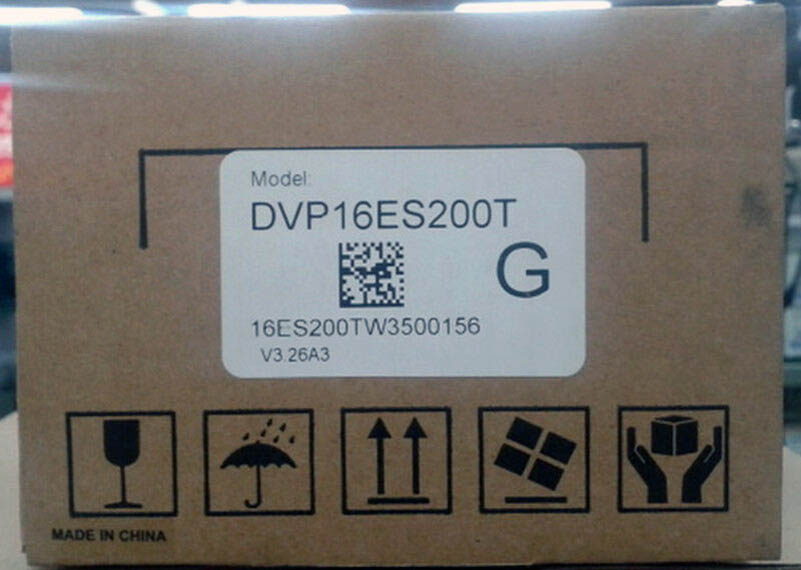 Model:
DVP16ES200T
G
16ES200TW3500156
V3.26A3
MADE IN CHINA